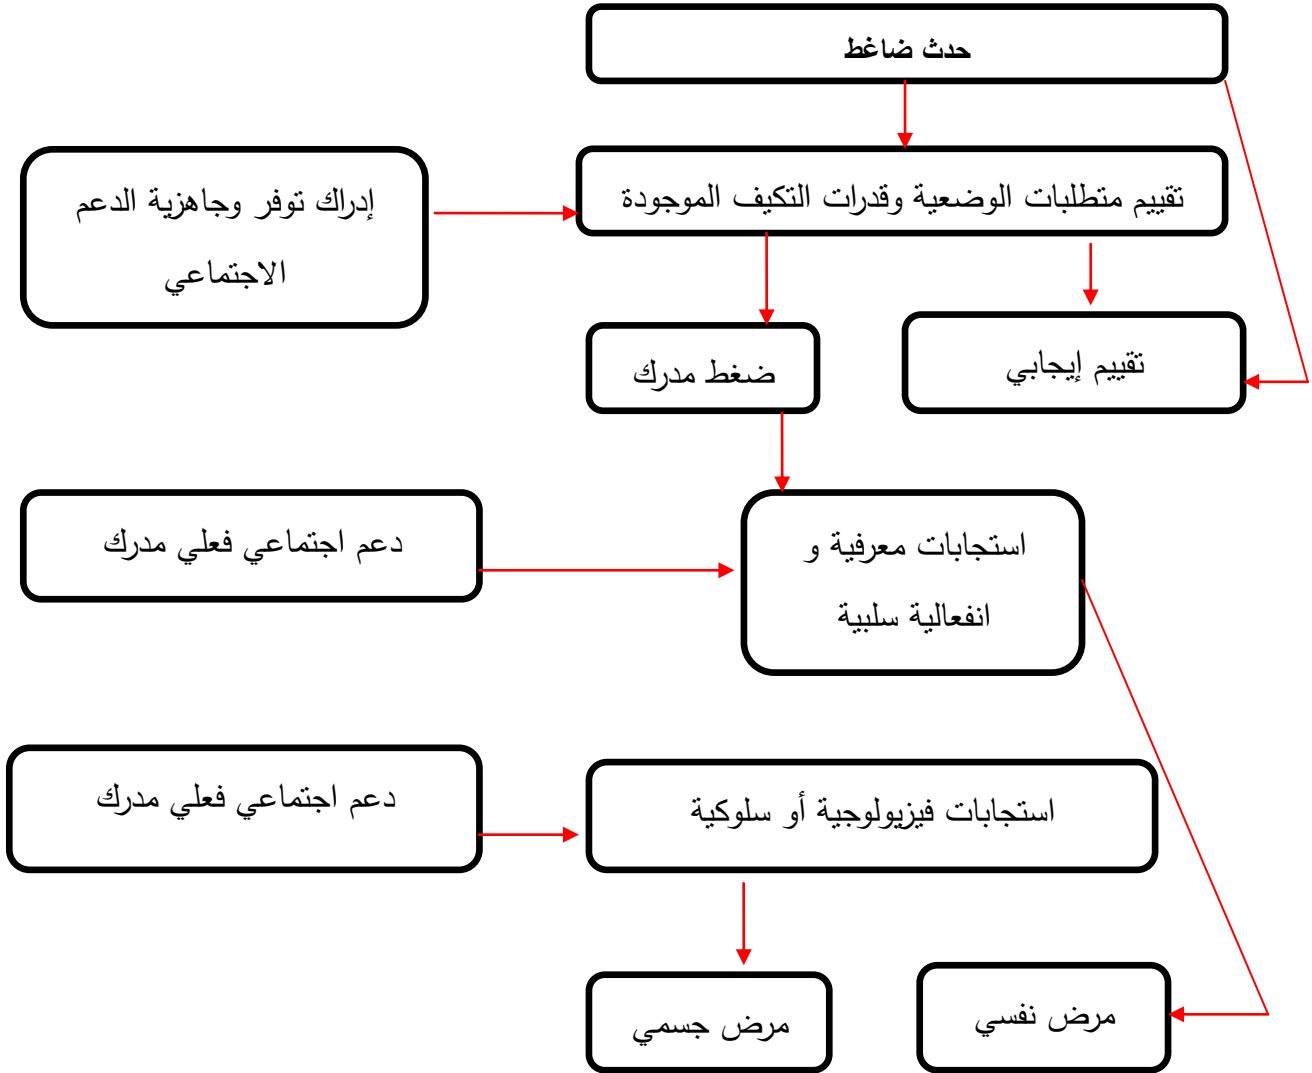 حدث ضاغط
تقييم متطلبات الوضعية وقدرات التكيف الموجودة
إدراك توفر وجاهزية الدعم
الاجتماعي
تقييم إيجابي
ضغط مدرك
استجابات معرفية و
انفعالية سلبية
دعم اجتماعي فعلي مدرك
استجابات فيزيولوجية أو سلوكية
دعم اجتماعي فعلي مدرك
مرض نفسي
مرض جسمي